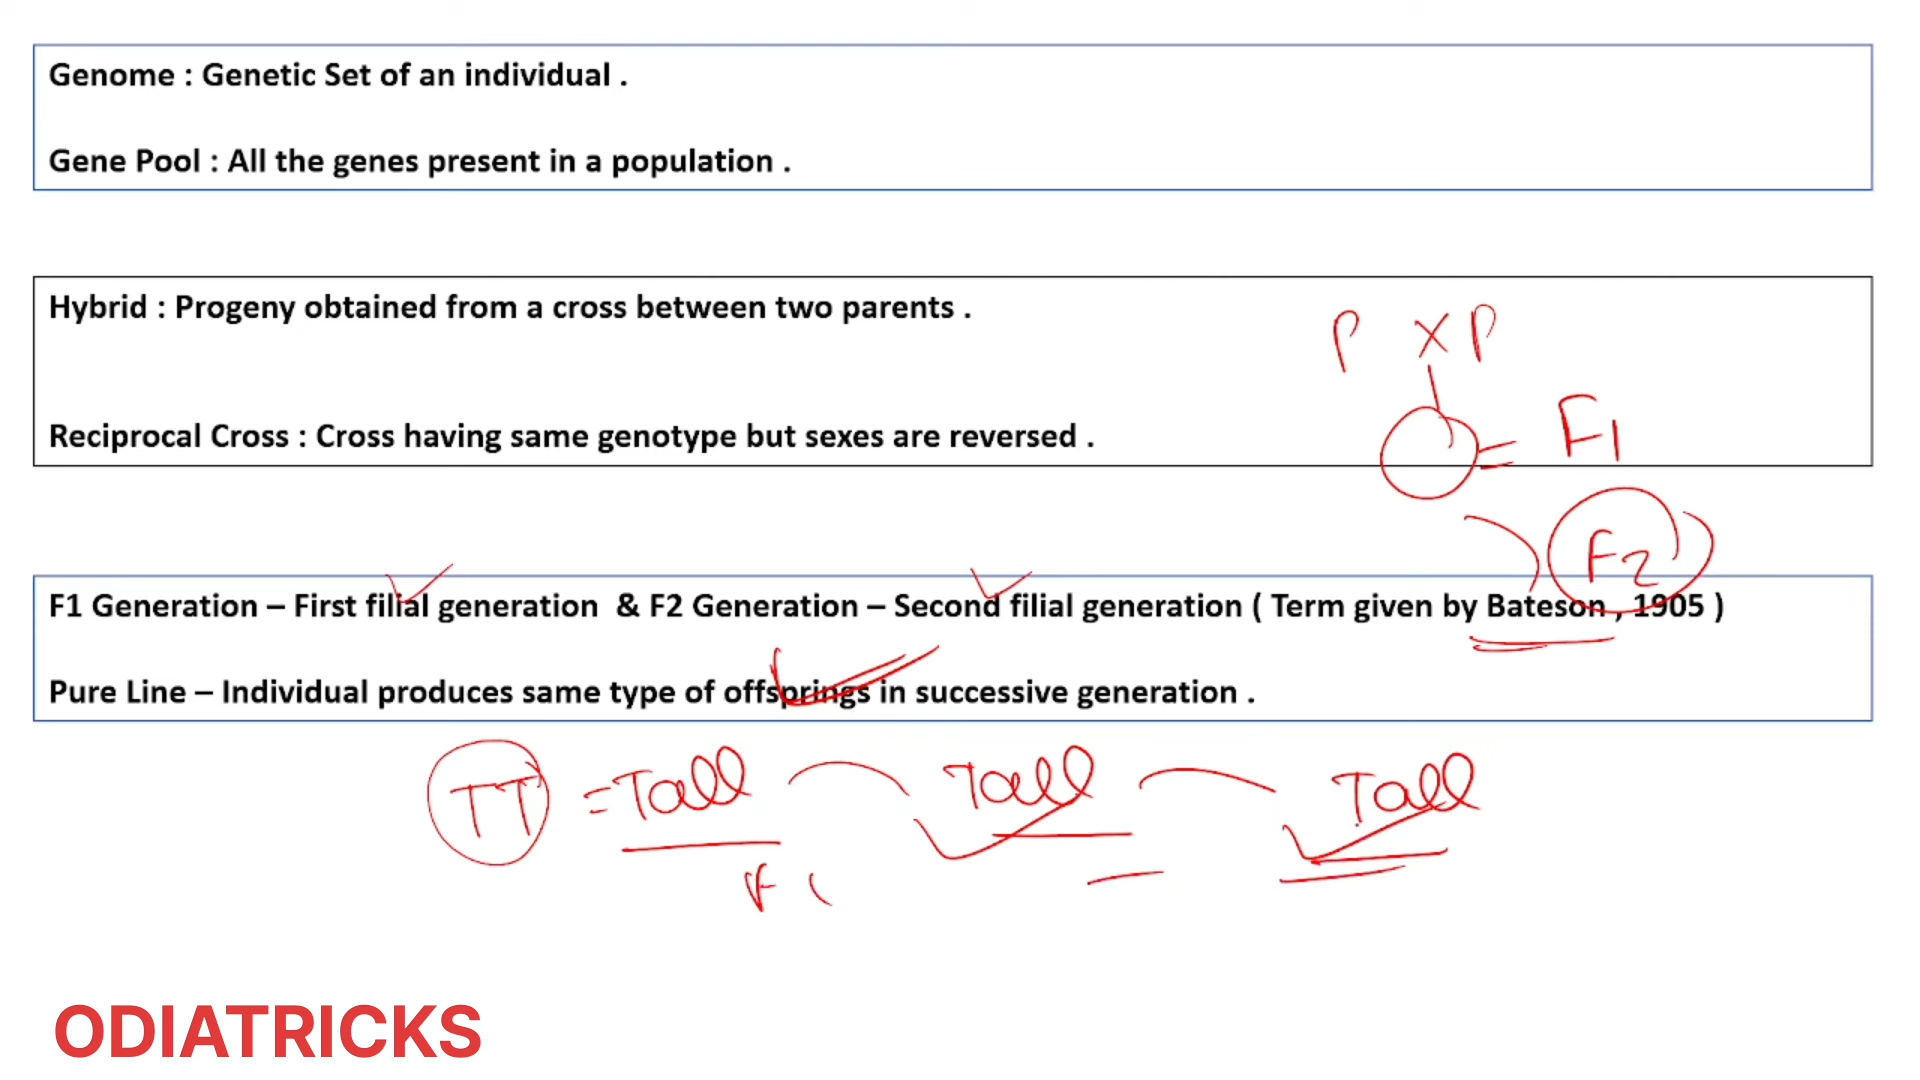 Genome : Genetic Set of an individual .
Gene Pool : All the genes present in a population .
Hybrid : Progeny obtained from a cross between two parents .
P X P
Reciprocal Cross : Cross having same genotype but sexes are reversed .
= F1
F2
F1 Generation – First filial generation & F2 Generation – Second filial generation ( Term given by Bateson , 1905 )
Pure Line – Individual produces same type of offsprings in successive generation .
TT = Tall Tall Tall
F
ODIATRICKS